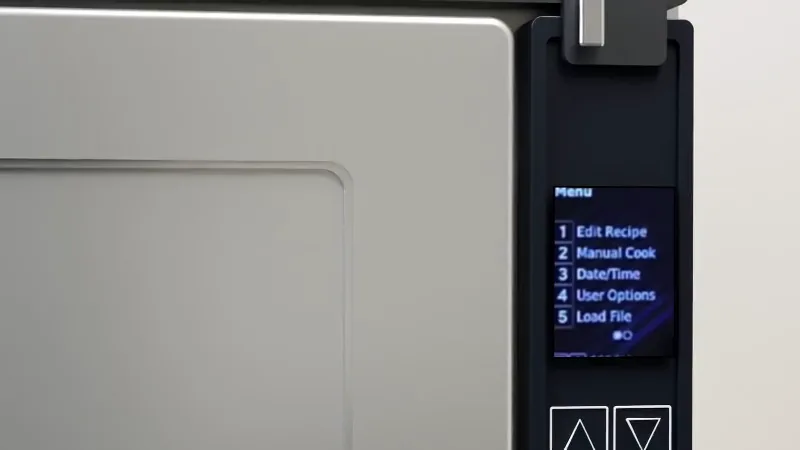 Menu
1 Edit Recipe
2 Manual Cook
3 Date/Time
4 User Options
5 Load File